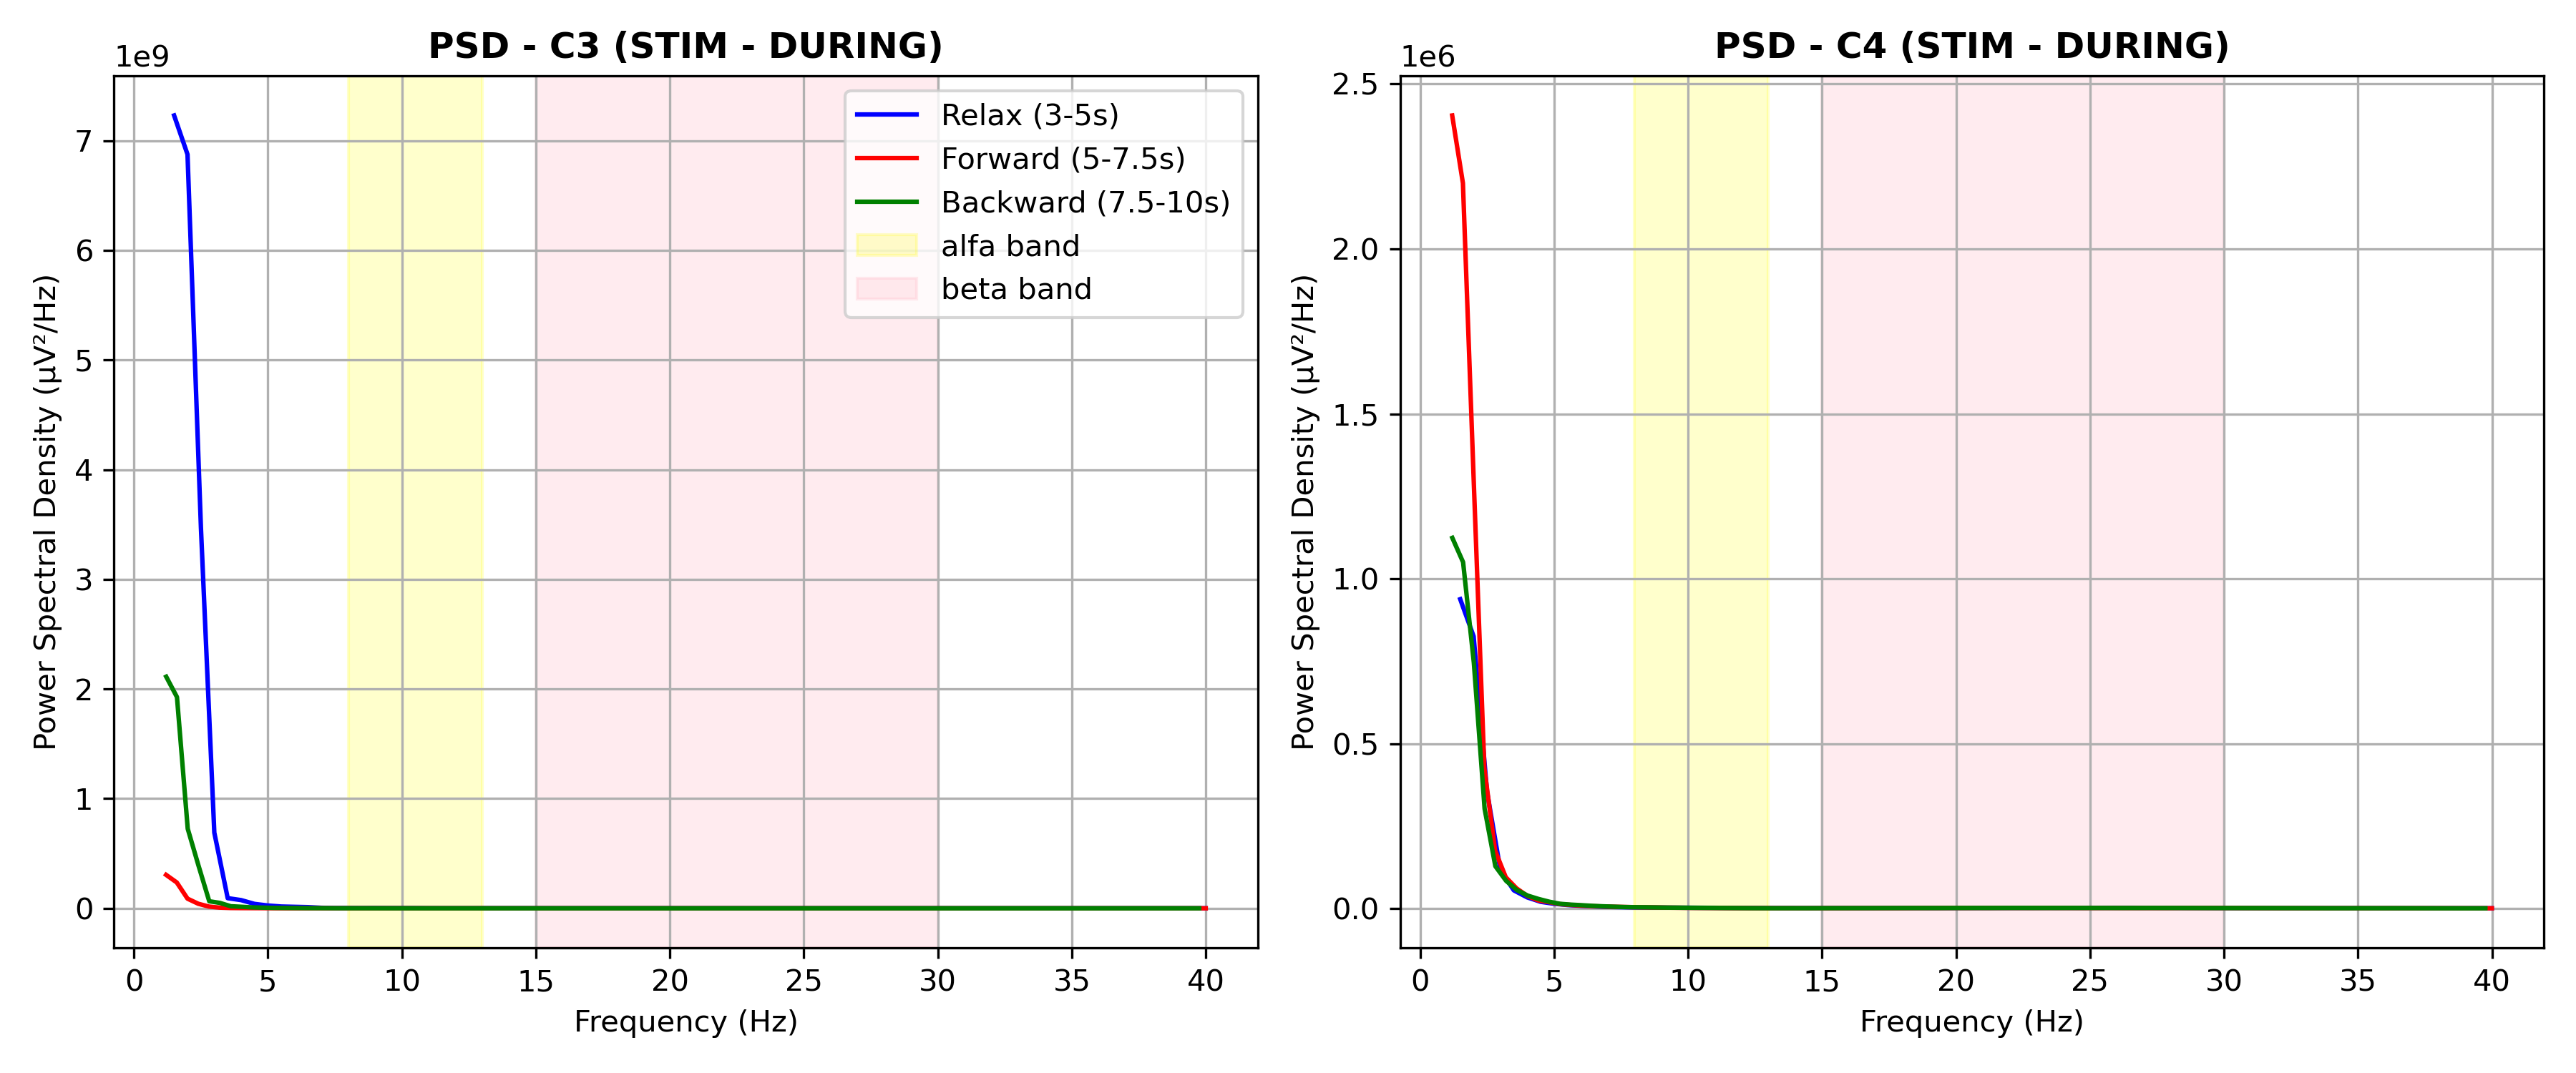 PSD - C3 (STIM - DURING)
1e9
7
6
5
4
3
2
1
0
Power Spectral Density (µV²/Hz)
Relax (3-5s)
Forward (5-7.5s)
Backward (7.5-10s)
alfa band
beta band
0 5 10 15 20 25 30 35 40
Frequency (Hz)
PSD - C4 (STIM - DURING)
1e6
2.5
2.0
1.5
1.0
0.5
0.0
Power Spectral Density (µV²/Hz)
0 5 10 15 20 25 30 35 40
Frequency (Hz)